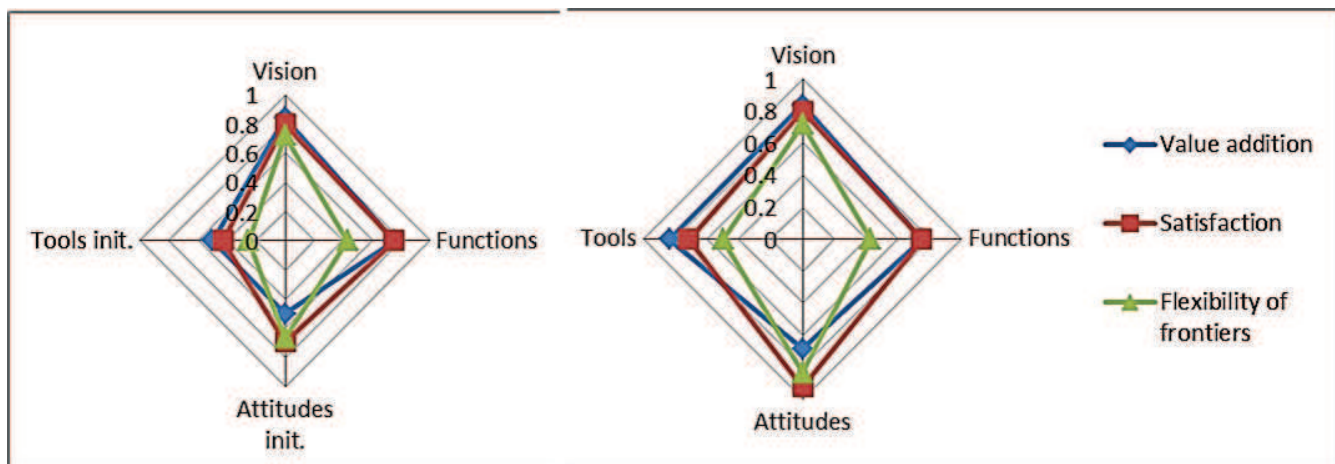 Vision
1
0.8
0.6
0.4
0.2
0
Tools init.
Functions
Attitudes
init.
Vision
1
0.8
0.6
0.4
0.2
0
Tools
Functions
Attitudes
Value addition
Satisfaction
Flexibility of
frontiers